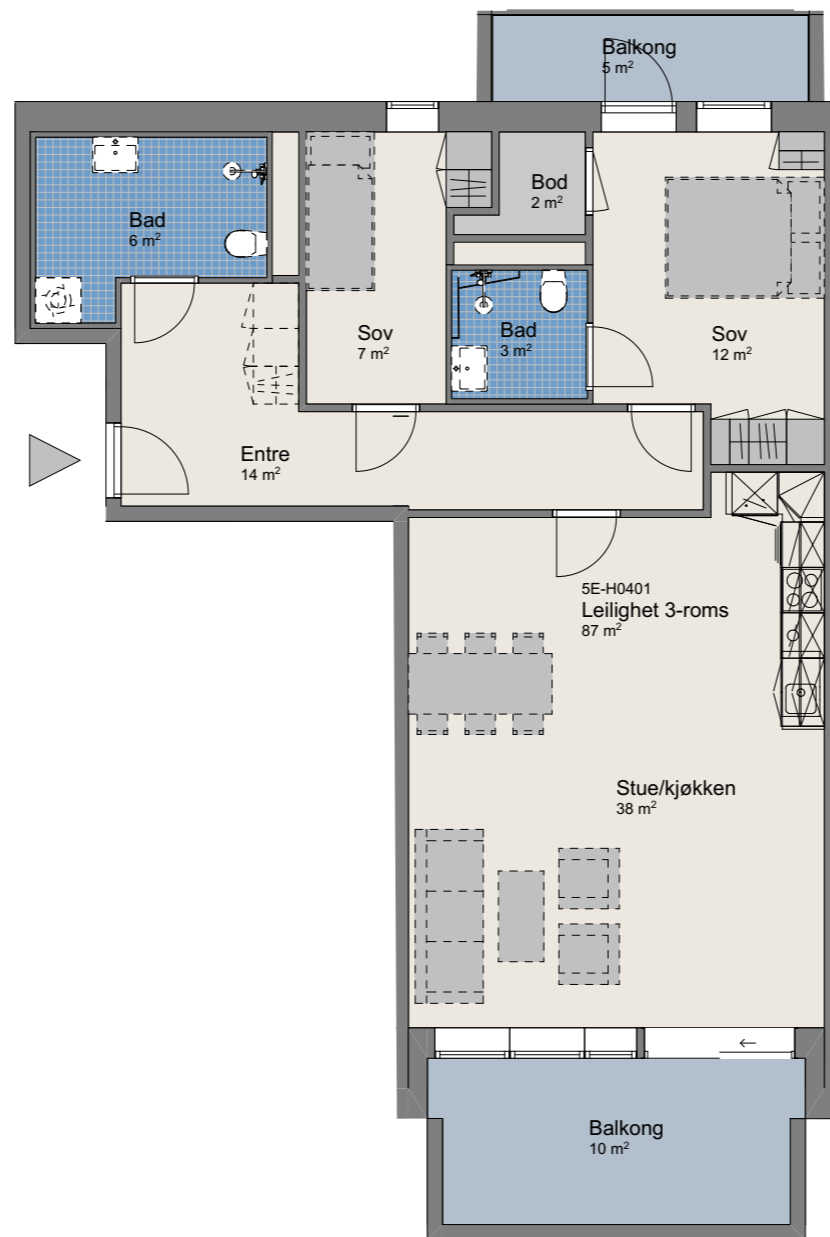 Balkong
5 m²
Bad
6 m²
Bod
2 m²
Sov
7 m²
Bad
3 m²
Sov
12 m²
Entre
14 m²
5E-H0401
Leilighet 3-roms
87 m²
Stue/kjøkken
38 m²
Balkong
10 m²